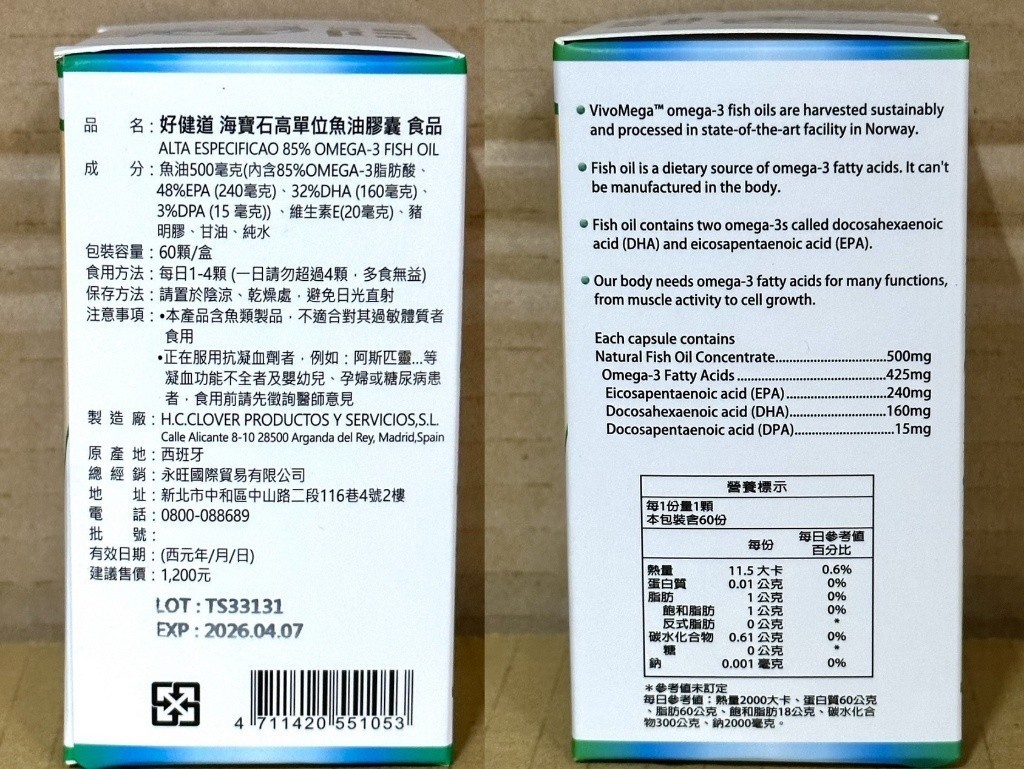 品　　名：好健道 海寶石高單位魚油膠囊 食品
ALTA ESPECIFICAO 85% OMEGA-3 FISH OIL
成　　分：魚油500毫克(內含85%OMEGA-3脂肪酸、
48%EPA (240毫克)、32%DHA (160毫克)、
3%DPA (15 毫克)) 、維生素E(20毫克)、豬
明膠、甘油、純水
包裝容量：60顆/盒
食用方法：每日1-4顆 (一日請勿超過4顆，多食無益)
保存方法：請置於陰涼、乾燥處，避免日光直射
注意事項：•本產品含魚類製品，不適合對其過敏體質者
食用
•正在服用抗凝血劑者，例如：阿斯匹靈...等
凝血功能不全者及嬰幼兒、孕婦或糖尿病患
者，食用前請先徵詢醫師意見
製 造 廠：H.C.CLOVER PRODUCTOS Y SERVICIOS,S.L.
Calle Alicante 8-10 28500 Arganda del Rey, Madrid,Spain
原 產 地：西班牙
總 經 銷：永旺國際貿易有限公司
地　　址：新北市中和區中山路二段116巷4號2樓
電　　話：0800-088689
批　　號：
有效日期：(西元年/月/日)
建議售價：1,200元
LOT : TS33131
EXP : 2026.04.07
4 711420 551053
• VivoMega™ omega-3 fish oils are harvested sustainably
and processed in state-of-the-art facility in Norway.
• Fish oil is a dietary source of omega-3 fatty acids. It can't
be manufactured in the body.
• Fish oil contains two omega-3s called docosahexaenoic
acid (DHA) and eicosapentaenoic acid (EPA).
• Our body needs omega-3 fatty acids for many functions,
from muscle activity to cell growth.
Each capsule contains
Natural Fish Oil Concentrate..............................500mg
Omega-3 Fatty Acids........................................425mg
Eicosapentaenoic acid (EPA)............................240mg
Docosahexaenoic acid (DHA)..........................160mg
Docosapentaenoic acid (DPA)...........................15mg
營養標示
每1份量1顆
本包裝含60份
每份 每日參考值
百分比
熱量 11.5 大卡 0.6%
蛋白質 0.01 公克 0%
脂肪 1 公克 0%
飽和脂肪 1 公克 0%
反式脂肪 0 公克 *
碳水化合物 0.61 公克 0%
糖 0 公克 *
鈉 0.001 毫克 0%
＊參考值未訂定
每日參考值：熱量2000大卡、蛋白質60公克
、脂肪60公克、飽和脂肪18公克、碳水化合
物300公克、鈉2000毫克。